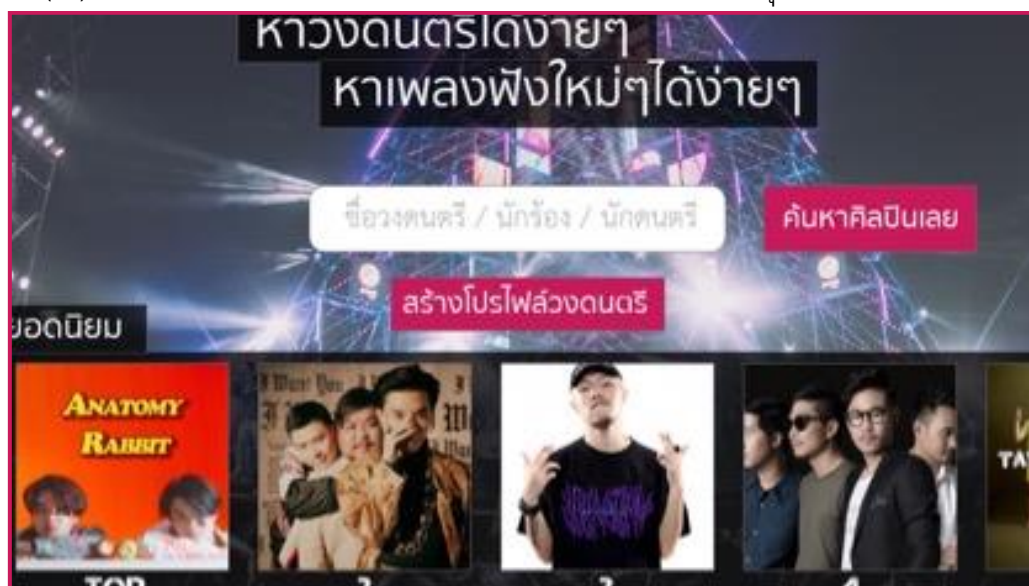 หาวงดนตรีได้ง่ายๆ
หาเพลงฟังใหม่ๆได้ง่ายๆ
ชื่อวงดนตรี / นักร้อง / นักดนตรี
ค้นหาศิลปินเลย
สร้างโปรไฟล์วงดนตรี
ยอดนิยม
ANATOMY
RABBIT
I Want You
TOP